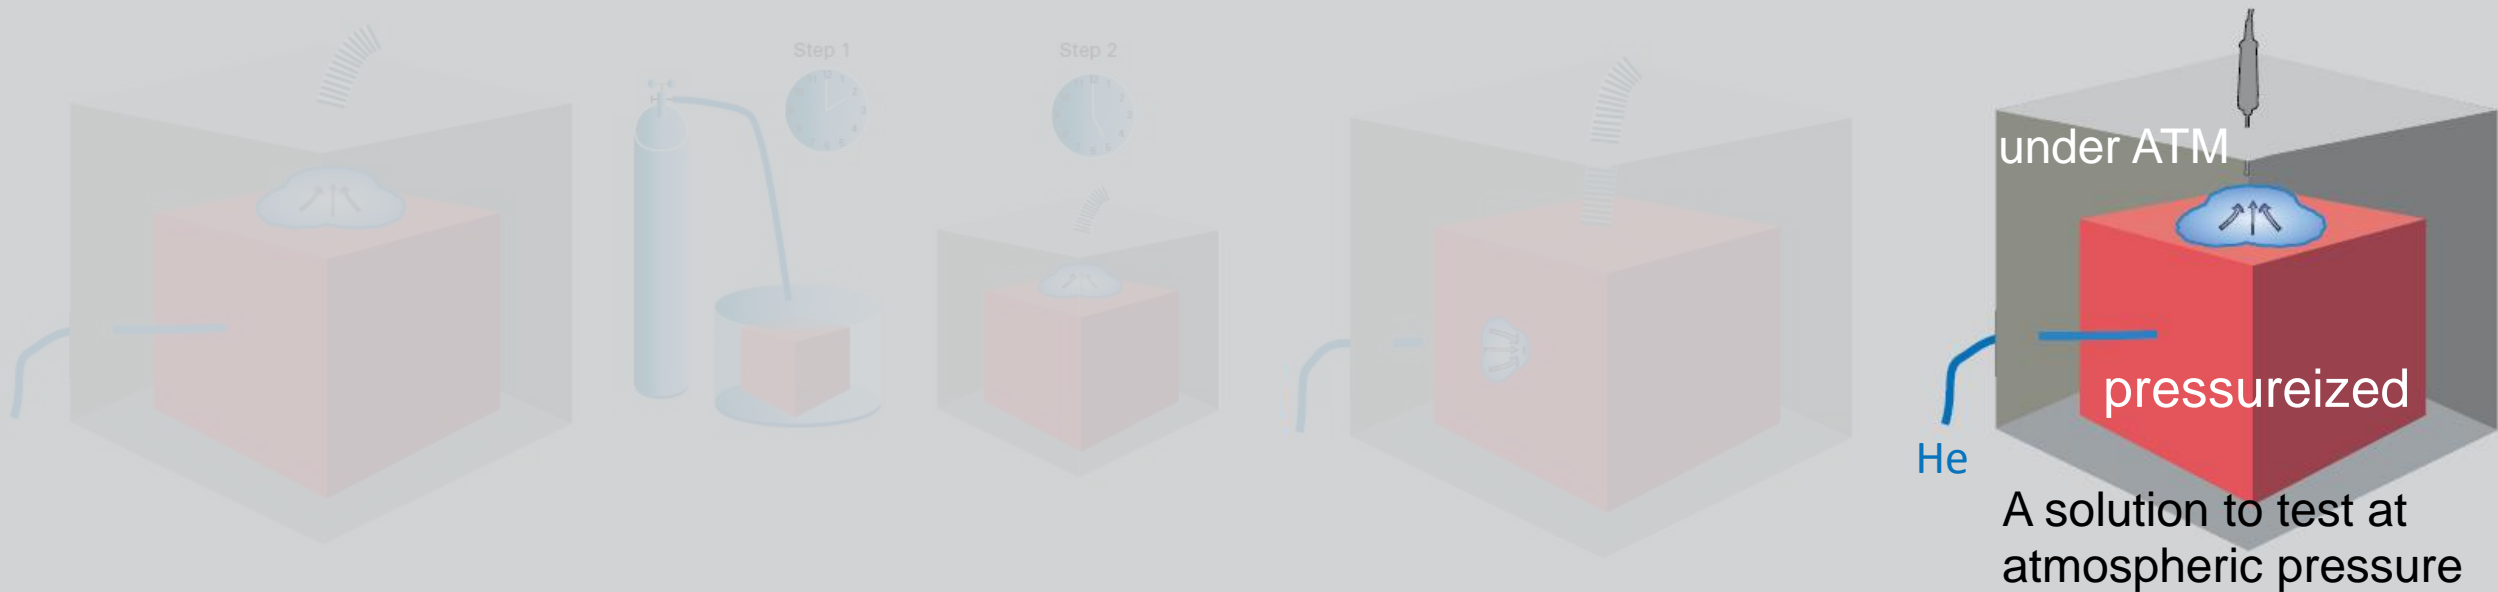 Step 1
Step 2
under ATM
pressureized
He
A solution to test at
atmospheric pressure